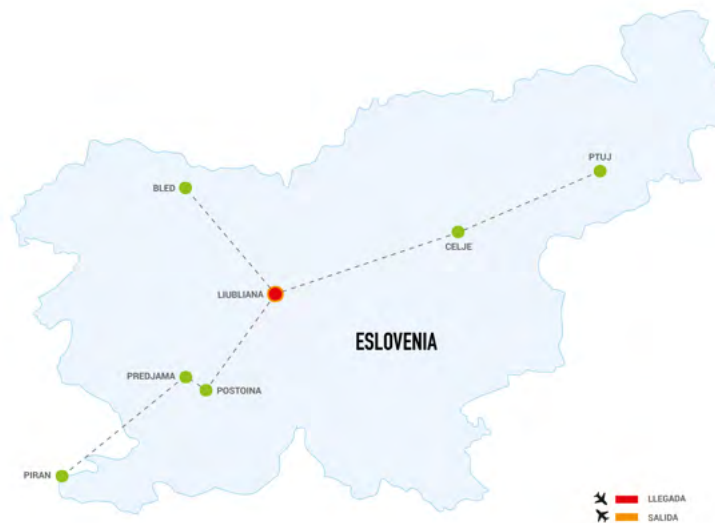 PTUJ
BLED
CELJE
LIUBLIANA
ESLOVENIA
PREDJAMA
POSTOINA
PIRAN
LLEGADA
SALIDA